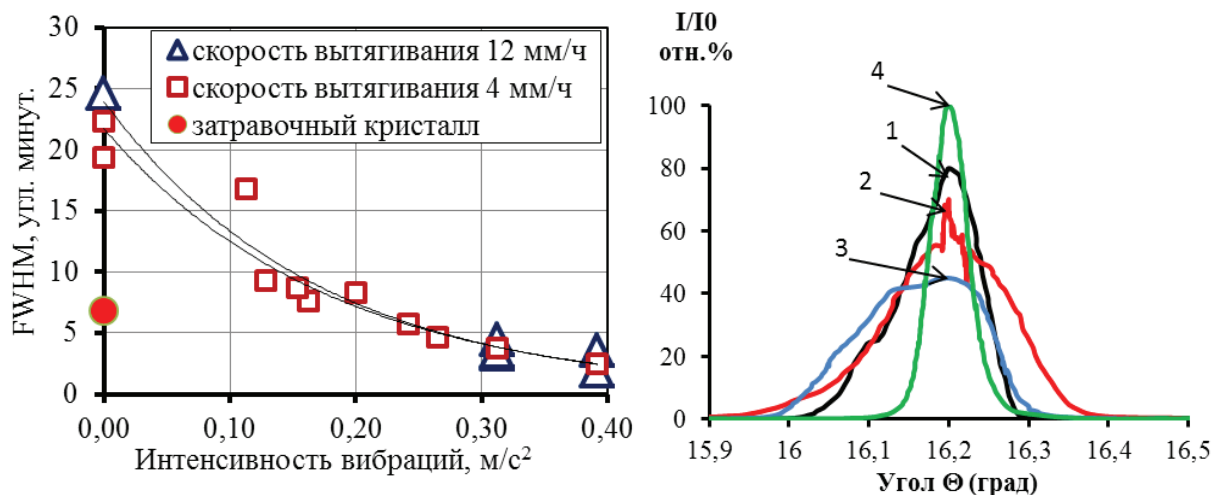 30
25
20
15
10
5
0
FWHM, угл. минут.
скорость вытягивания 12 мм/ч
скорость вытягивания 4 мм/ч
затравочный кристалл
0,00 0,10 0,20 0,30 0,40
Интенсивность вибраций, м/с²
I/I0
отн.%
100
80
60
40
20
0
4
1
2
3
15,9 16 16,1 16,2 16,3 16,4 16,5
Угол Θ (град)